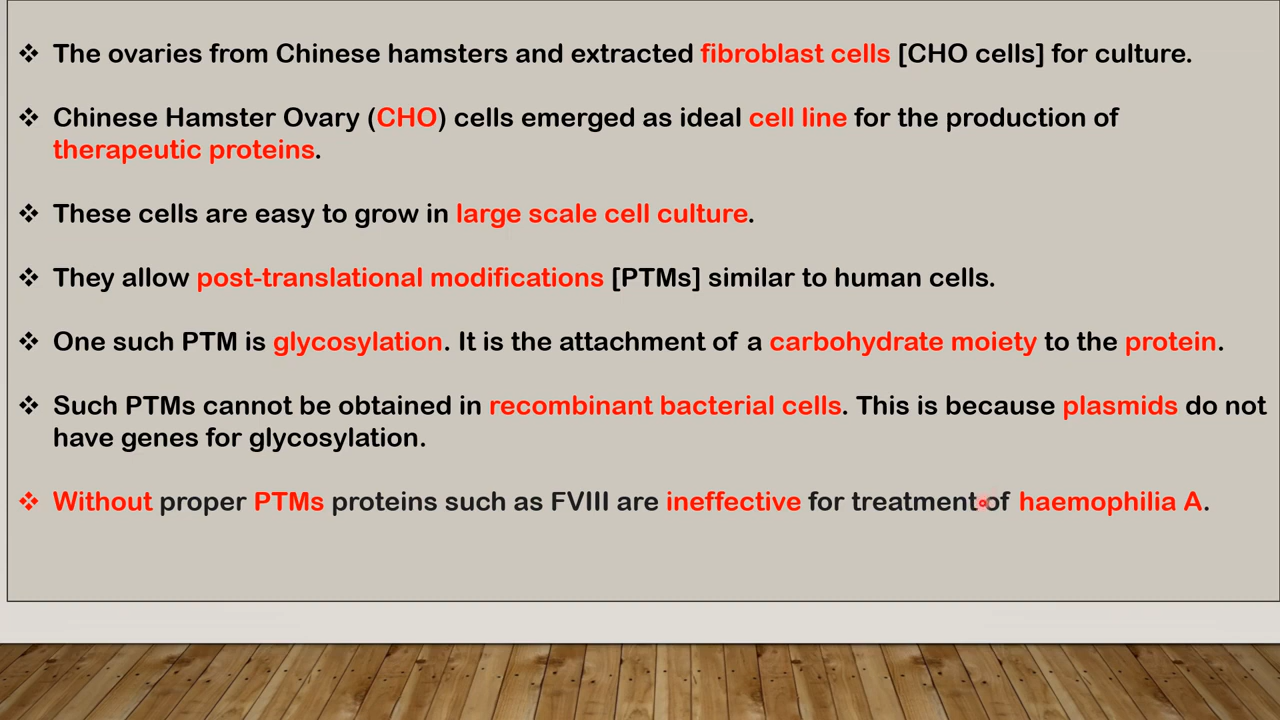 ❖ The ovaries from Chinese hamsters and extracted fibroblast cells [CHO cells] for culture.
❖ Chinese Hamster Ovary (CHO) cells emerged as ideal cell line for the production of
therapeutic proteins.
❖ These cells are easy to grow in large scale cell culture.
❖ They allow post-translational modifications [PTMs] similar to human cells.
❖ One such PTM is glycosylation. It is the attachment of a carbohydrate moiety to the protein.
❖ Such PTMs cannot be obtained in recombinant bacterial cells. This is because plasmids do not
have genes for glycosylation.
❖ Without proper PTMs proteins such as FVIII are ineffective for treatment of haemophilia A.